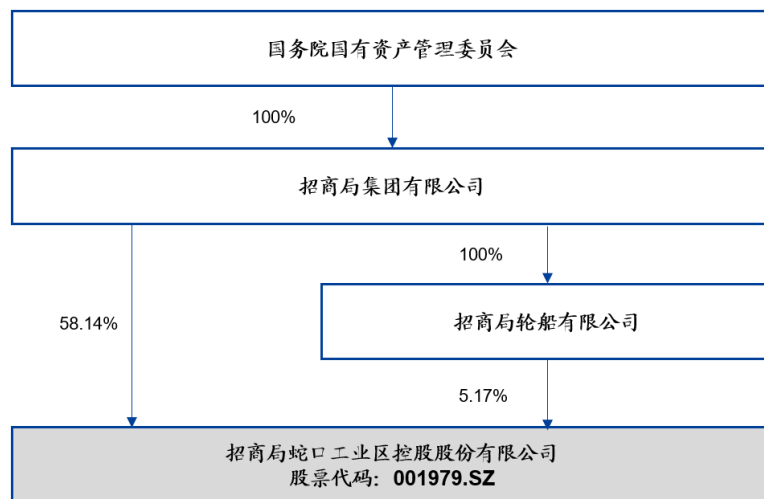 国务院国有资产管理委员会
100%
招商局集团有限公司
100%
58.14%
招商局轮船有限公司
5.17%
招商局蛇口工业区控股股份有限公司
股票代码：001979.SZ